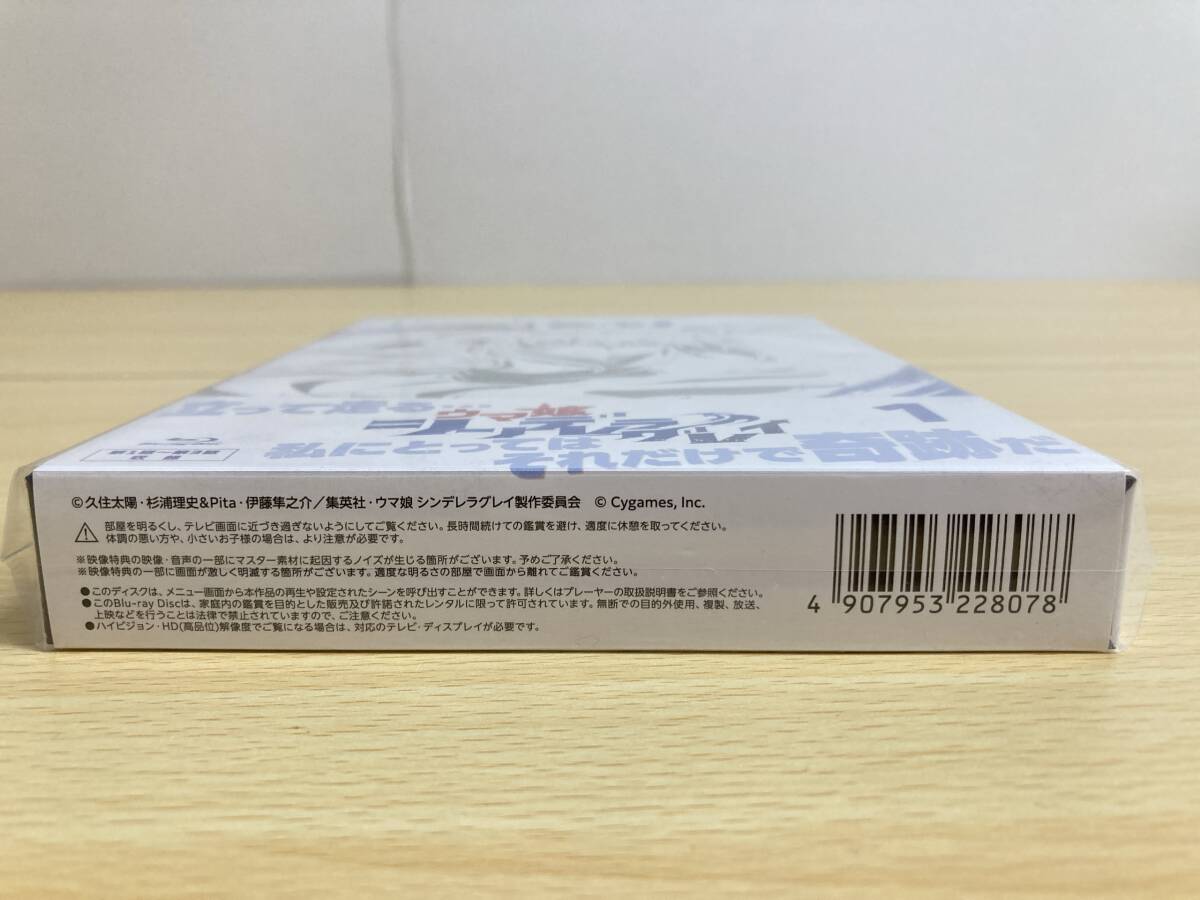 立って走る…
ウマ娘
シンデレラグレイ
1
私にとっては
それだけで奇跡だ
©久住太陽・杉浦理史&Pita・伊藤隼之介／集英社・ウマ娘 シンデレラグレイ製作委員会 © Cygames, Inc.
部屋を明るくし、テレビ画面に近づき過ぎないようにしてご覧ください。長時間続けての鑑賞を避け、適度に休憩を取ってください。
体調の悪い方や、小さいお子様の場合は、より注意が必要です。
※映像特典の映像・音声の一部にマスター素材に起因するノイズが生じる箇所がございます。予めご了承ください。
※映像特典の一部に画面が激しく明滅する箇所がございます。適度な明るさの部屋で画面から離れてご鑑賞ください。
●このディスクは、メニュー画面から本作品の再生や設定されたシーンを呼び出すことができます。詳しくはプレーヤーの取扱説明書をご参照ください。
●このBlu-ray Discは、家庭内の鑑賞を目的とした販売及び許諾されたレンタルに限って許可されています。無断での目的外使用、複製、放送、
上映などを行うことは法律で禁止されていますので、ご注意ください。
●ハイビジョン・HD(高品位)解像度でご覧になる場合は、対応のテレビ・ディスプレイが必要です。
4 907953 228078